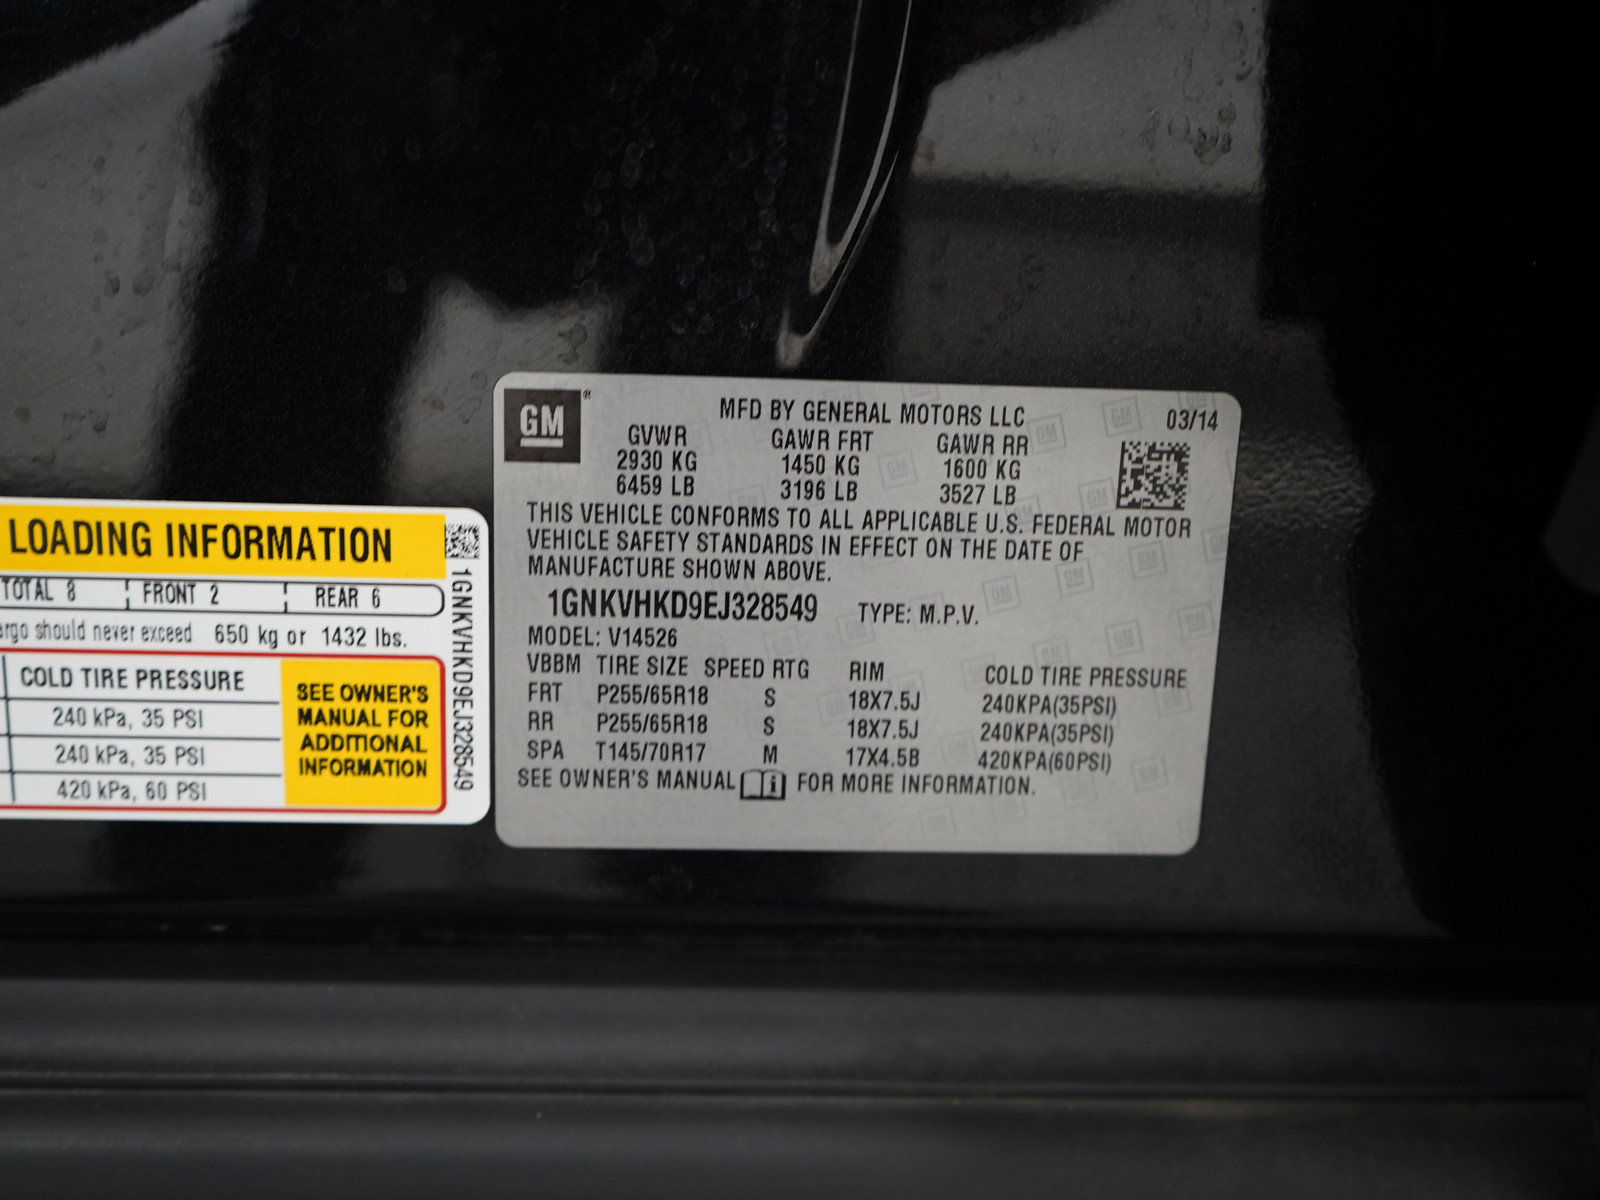 LOADING INFORMATION
TOTAL 8 FRONT 2 REAR 6
should never exceed 650 kg or 1432 lbs.
COLD TIRE PRESSURE
240 kPa, 35 PSI
240 kPa, 35 PSI
420 kPa, 60 PSI
SEE OWNER'S
MANUAL FOR
ADDITIONAL
INFORMATION
1GNKVHKD9EJ328549
GM®
MFD BY GENERAL MOTORS LLC 03/14
GVWR GAWR FRT GAWR RR
2930 KG 1450 KG 1600 KG
6459 LB 3196 LB 3527 LB
THIS VEHICLE CONFORMS TO ALL APPLICABLE U.S. FEDERAL MOTOR
VEHICLE SAFETY STANDARDS IN EFFECT ON THE DATE OF
MANUFACTURE SHOWN ABOVE.
1GNKVHKD9EJ328549 TYPE: M.P.V.
MODEL: V14526
VBBM TIRE SIZE SPEED RTG RIM COLD TIRE PRESSURE
FRT P255/65R18 S 18X7.5J 240KPA(35PSI)
RR P255/65R18 S 18X7.5J 240KPA(35PSI)
SPA T145/70R17 M 17X4.5B 420KPA(60PSI)
SEE OWNER'S MANUAL i FOR MORE INFORMATION.